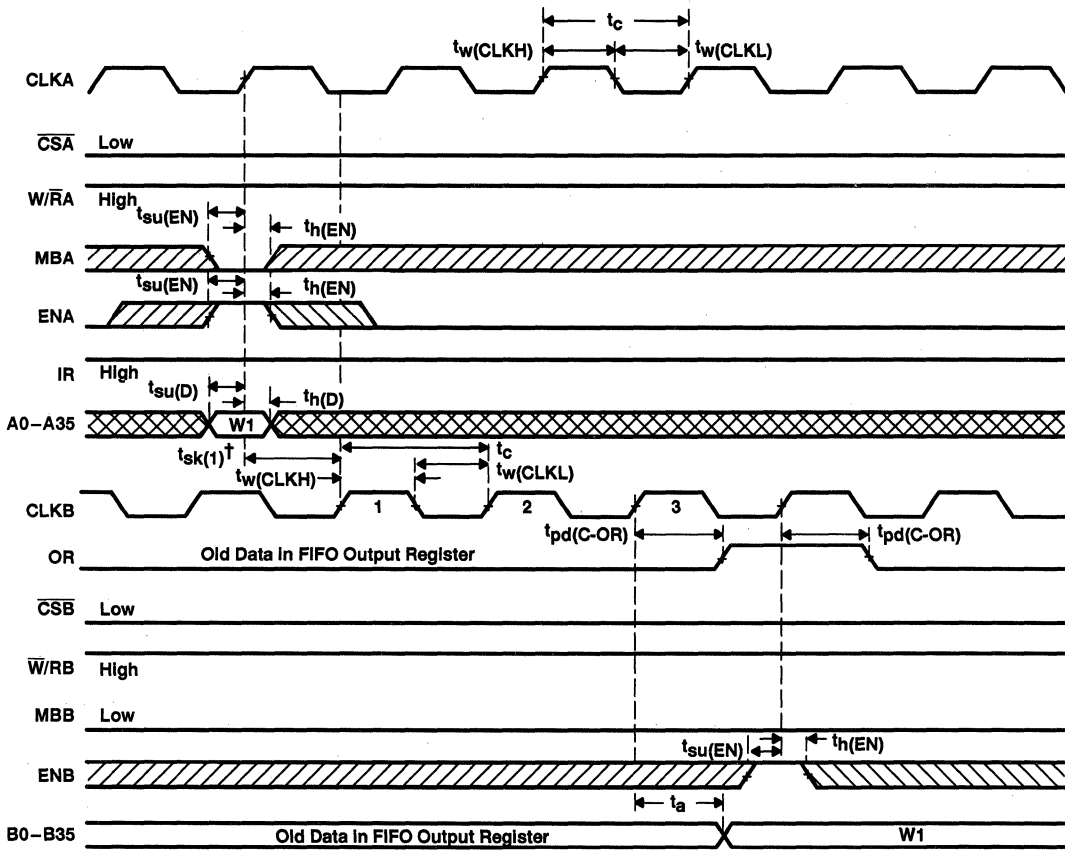 tc
tw(CLKH)
tw(CLKL)
CLKA
CSA Low
W/RA High
tsu(EN)
th(EN)
MBA
tsu(EN)
th(EN)
ENA
IR High
tsu(D)
th(D)
A0–A35 W1
tsk(1)†
tc
tw(CLKH)
tw(CLKL)
CLKB 1 2 3
tpd(C-OR)
tpd(C-OR)
OR Old Data in FIFO Output Register
CSB Low
W/RB High
MBB Low
tsu(EN)
th(EN)
ENB
ta
B0–B35 Old Data in FIFO Output Register W1